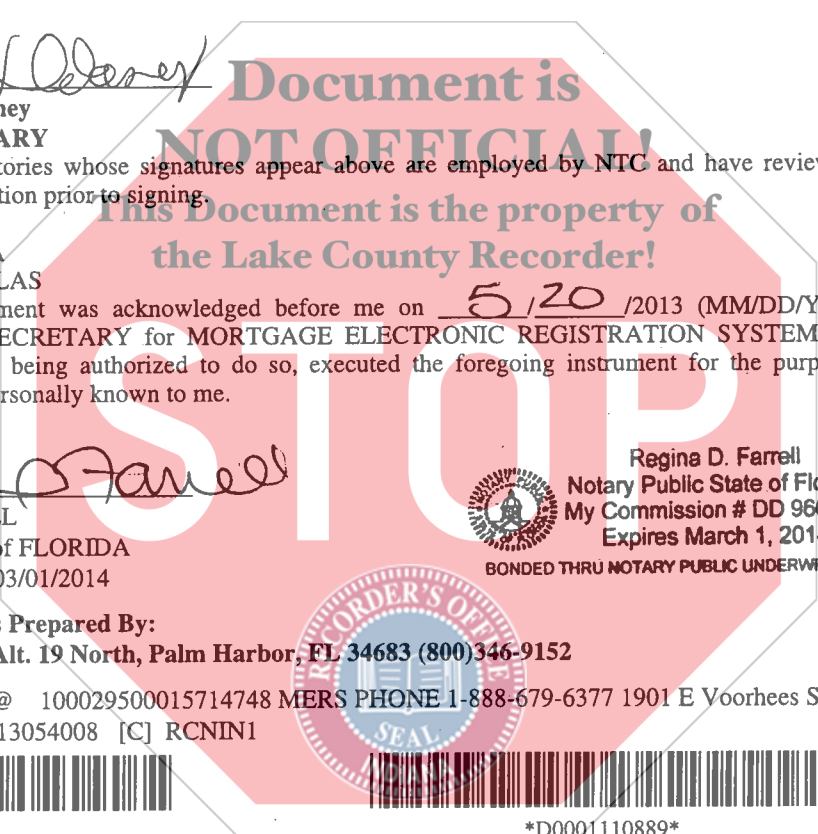 Delaney
ney
ARY
Document is
NOT OFFICIAL!
tories whose signatures appear above are employed by NTC and have review
tion prior to signing.
This Document is the property of
the Lake County Recorder!
A
LAS
ment was acknowledged before me on 5 / 20 /2013 (MM/DD/Y
ECRETARY for MORTGAGE ELECTRONIC REGISTRATION SYSTEM
being authorized to do so, executed the foregoing instrument for the purp
rsonally known to me.
STOP
Farrell
Regina D. Farrell
Notary Public State of Flo
My Commission # DD 96
Expires March 1, 201
BONDED THRU NOTARY PUBLIC UNDERW
L
of FLORIDA
03/01/2014
s Prepared By:
Alt. 19 North, Palm Harbor, FL 34683 (800)346-9152
RECORDER'S OFFICE
SEAL
INDIANA
@ 100029500015714748 MERS PHONE 1-888-679-6377 1901 E Voorhees S
13054008 [C] RCNIN1
*D0001110889*